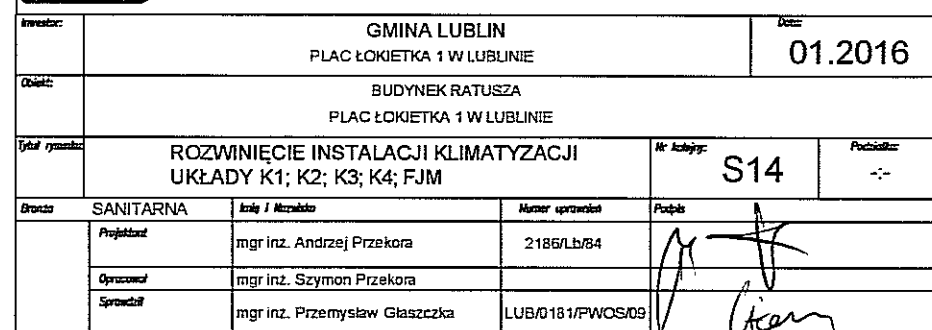 Inwestor:
GMINA LUBLIN
PLAC ŁOKIETKA 1 W LUBLINIE
Data:
01.2016
Obiekt:
BUDYNEK RATUSZA
PLAC ŁOKIETKA 1 W LUBLINIE
Tytuł rysunku:
ROZWINIĘCIE INSTALACJI KLIMATYZACJI
UKŁADY K1; K2; K3; K4; FJM
Nr kolejny:
S14
Podziałka:
-:-
Branża
SANITARNA
Imię i Nazwisko
Numer uprawnień
Podpis
Projektant
mgr inż. Andrzej Przekora
2186/Lb/84
Opracował
mgr inż. Szymon Przekora
Sprawdził
mgr inż. Przemysław Głaszczka
LUB/0181/PWOS/09